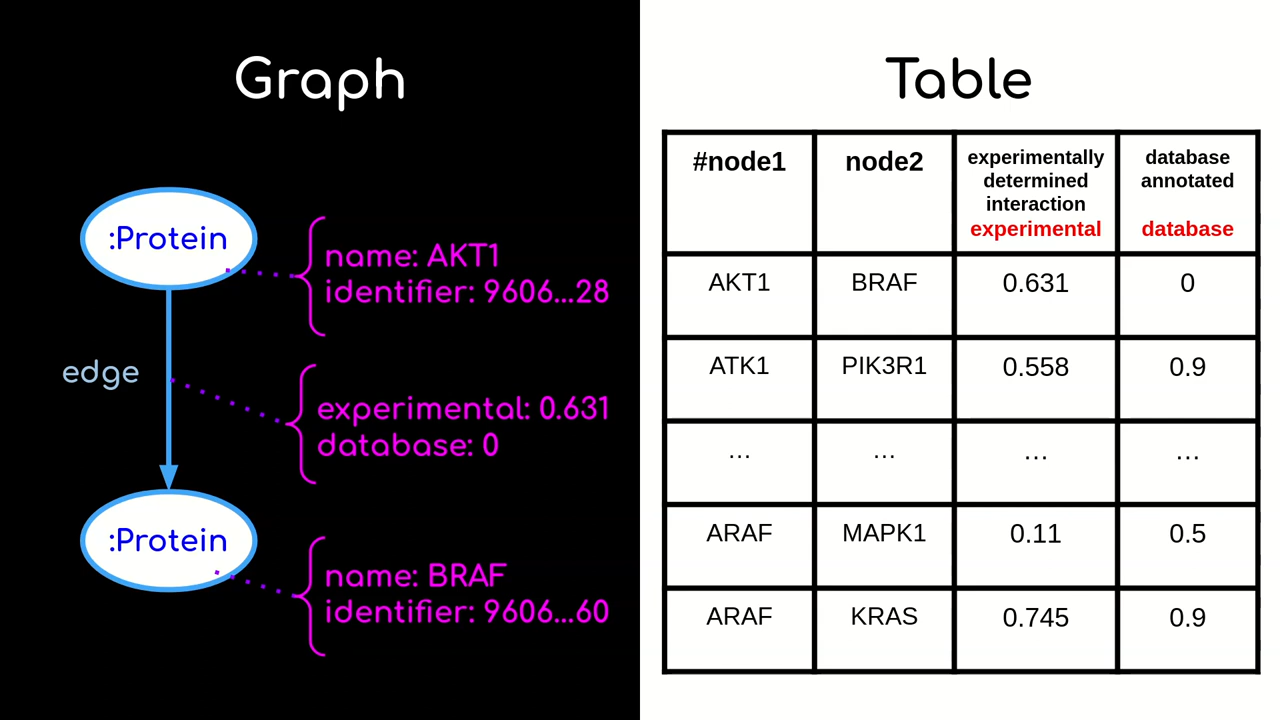 Graph
:Protein
name: AKT1
identifier: 9606...28
edge
experimental: 0.631
database: 0
:Protein
name: BRAF
identifier: 9606...60
Table
#node1 node2 experimentally database
determined annotated
interaction
experimental database
AKT1 BRAF 0.631 0
ATK1 PIK3R1 0.558 0.9
... ... ... ...
ARAF MAPK1 0.11 0.5
ARAF KRAS 0.745 0.9